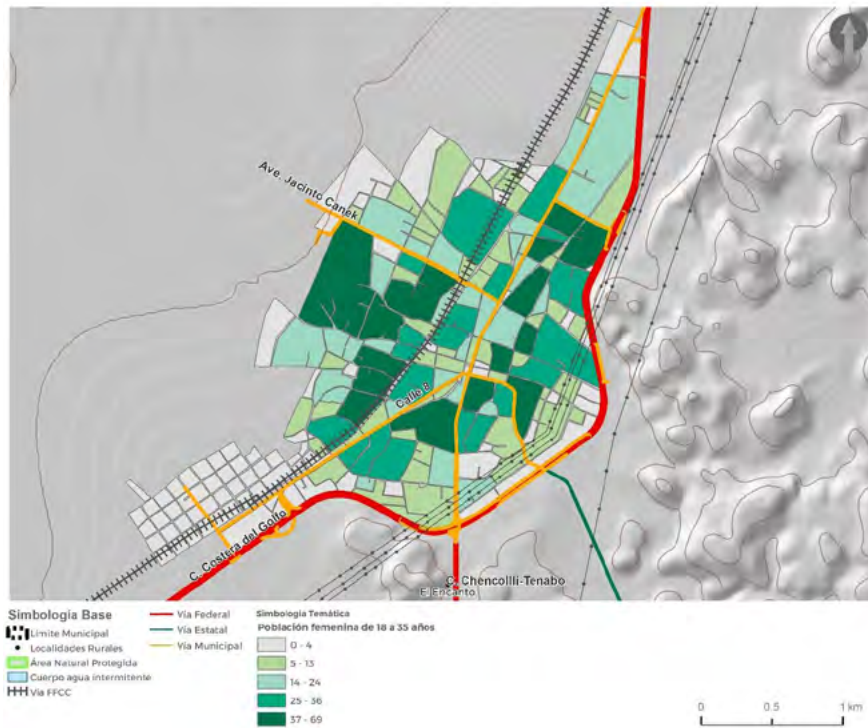 Ave. Jacinto Canek
Calle 8
C. Costera del Golfo
C. Chencollli-Tenabo
El Encanto
Simbología Base
Limite Municipal
Localidades Rurales
Área Natural Protegida
Cuerpo agua intermitente
Vía FFCC
Vía Federal
Vía Estatal
Vía Municipal
Simbología Temática
Población femenina de 18 a 35 años
0 - 4
5 - 13
14 - 24
25 - 36
37 - 69
0 0.5 1 km